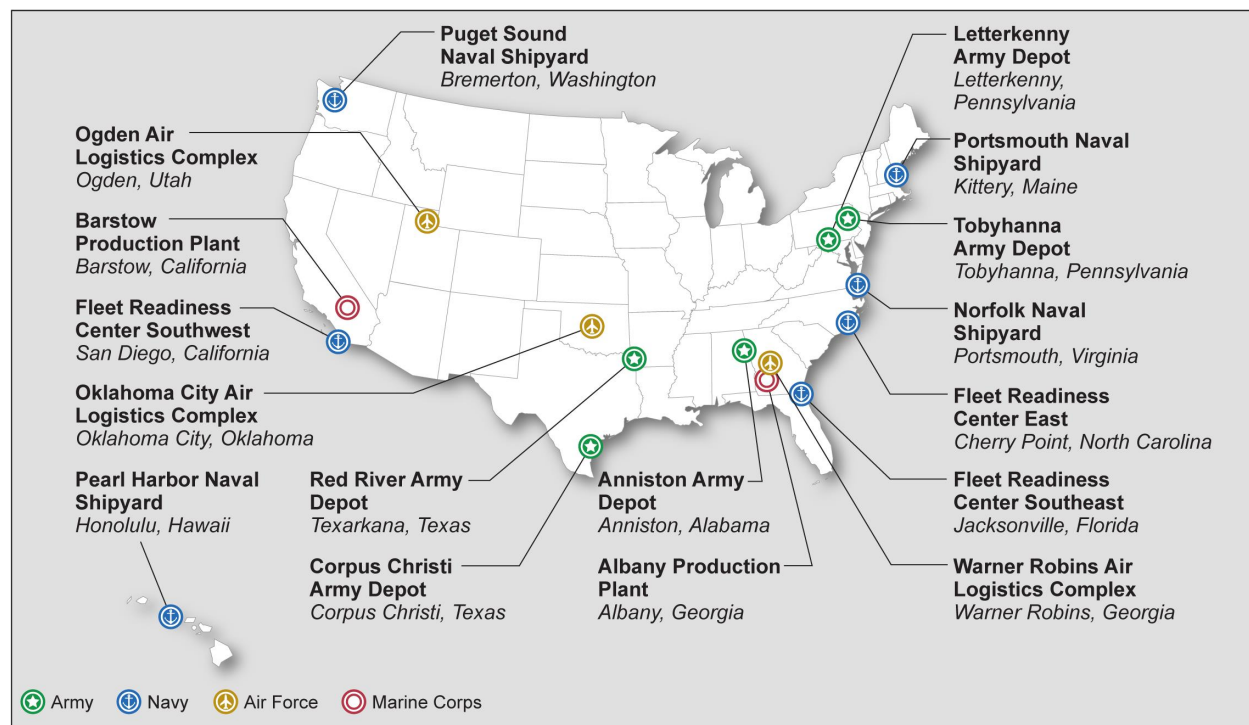 Puget Sound
Naval Shipyard
Bremerton, Washington
Letterkenny
Army Depot
Letterkenny,
Pennsylvania
Ogden Air
Logistics Complex
Ogden, Utah
Portsmouth Naval
Shipyard
Kittery, Maine
Barstow
Production Plant
Barstow, California
Tobyhanna
Army Depot
Tobyhanna, Pennsylvania
Fleet Readiness
Center Southwest
San Diego, California
Norfolk Naval
Shipyard
Portsmouth, Virginia
Oklahoma City Air
Logistics Complex
Oklahoma City, Oklahoma
Fleet Readiness
Center East
Cherry Point, North Carolina
Pearl Harbor Naval
Shipyard
Honolulu, Hawaii
Red River Army
Depot
Texarkana, Texas
Anniston Army
Depot
Anniston, Alabama
Fleet Readiness
Center Southeast
Jacksonville, Florida
Corpus Christi
Army Depot
Corpus Christi, Texas
Albany Production
Plant
Albany, Georgia
Warner Robins Air
Logistics Complex
Warner Robins, Georgia
Army Navy Air Force Marine Corps